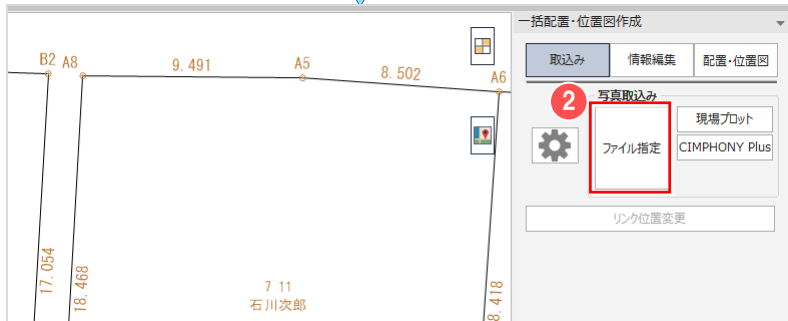 一括配置・位置図作成
取込み
情報編集
配置・位置図
2
写真取込み
ファイル指定
現場プロット
CIMPHONY Plus
リンク位置変更
B2
A8
9.491
A5
8.502
A6
17.054
18.468
7 11
石川次郎
8.418